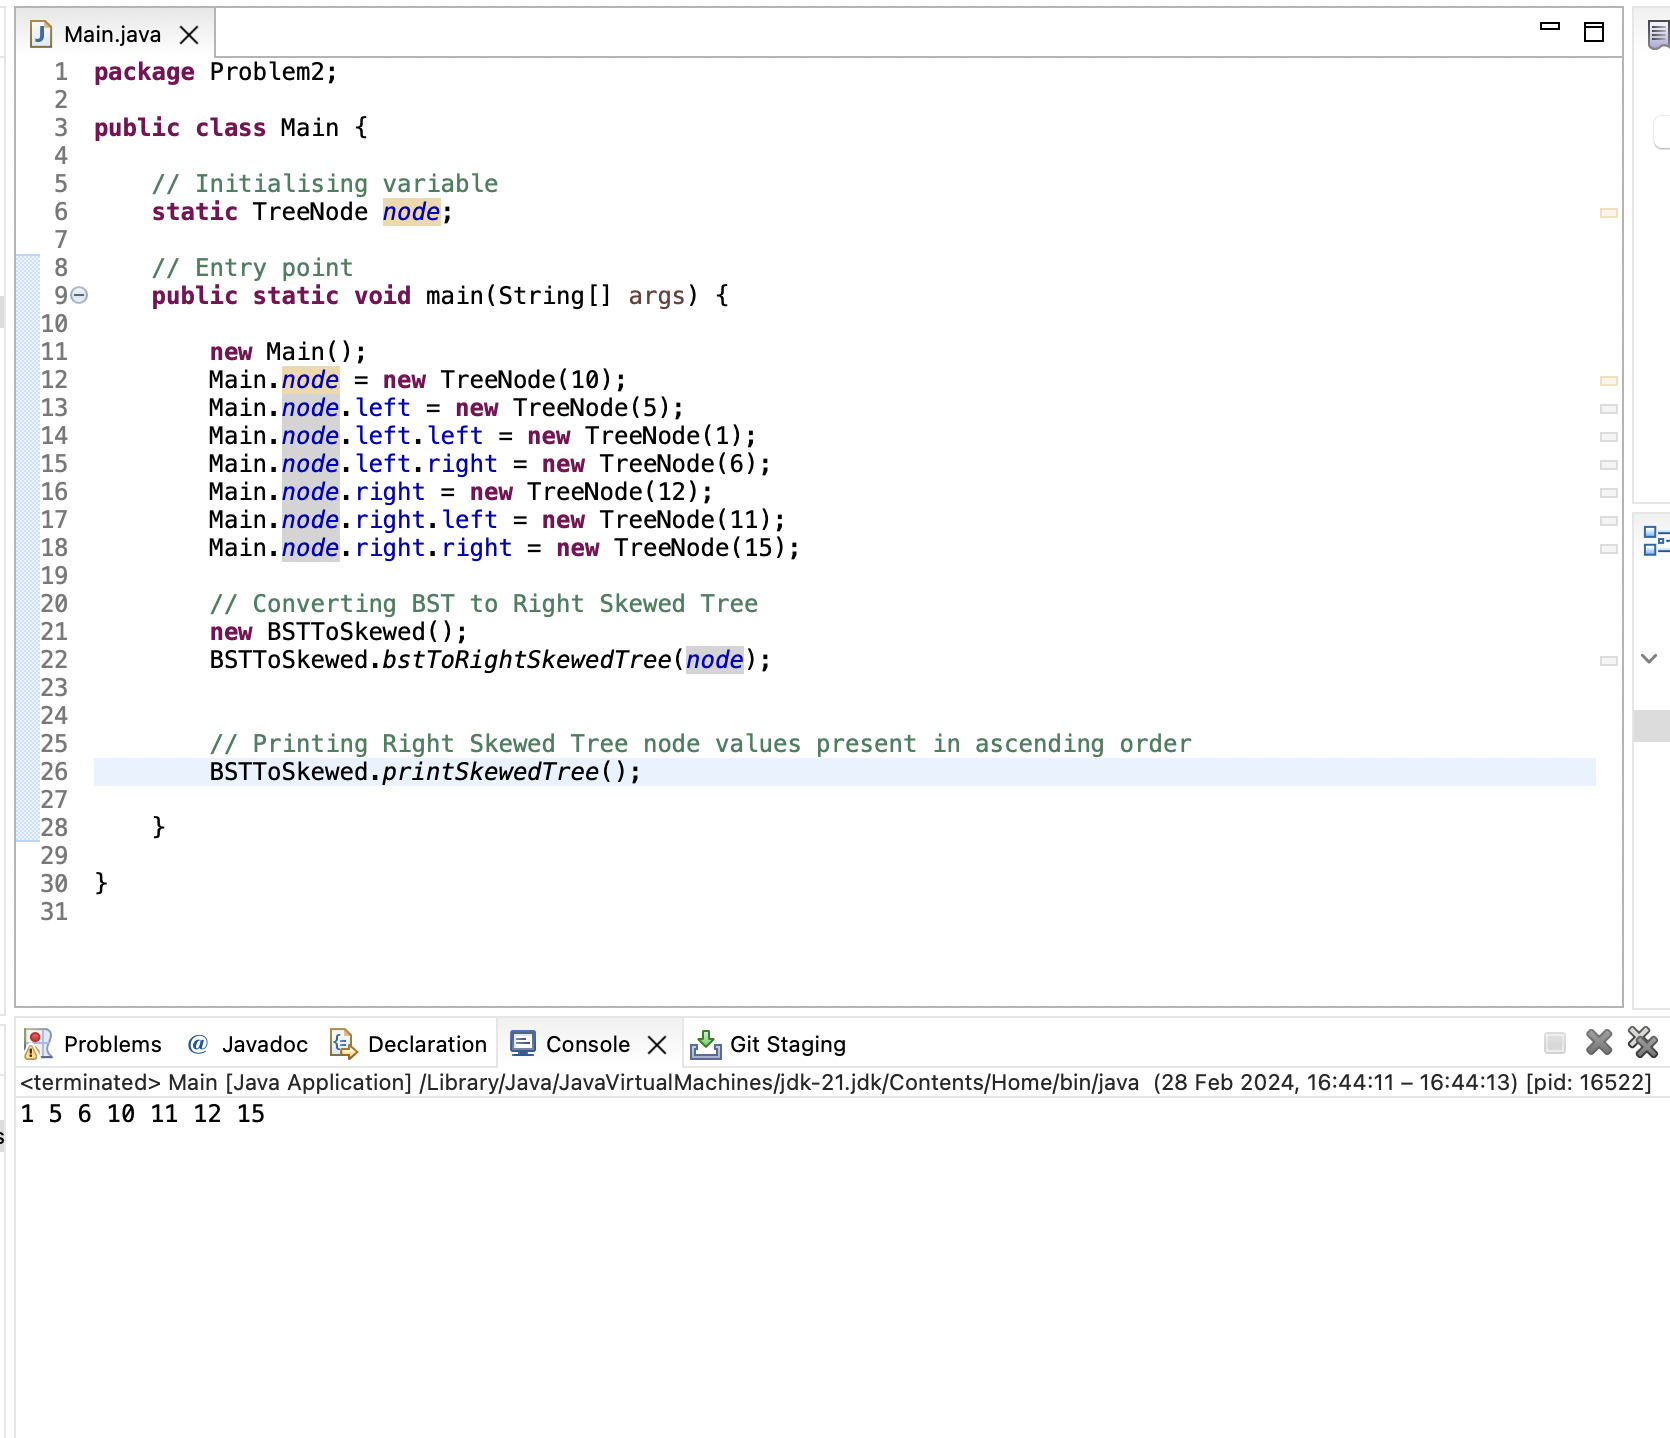 Main.java
1 package Problem2;
2
3 public class Main {
4
5     // Initialising variable
6     static TreeNode node;
7
8     // Entry point
9     public static void main(String[] args) {
10
11         new Main();
12         Main.node = new TreeNode(10);
13         Main.node.left = new TreeNode(5);
14         Main.node.left.left = new TreeNode(1);
15         Main.node.left.right = new TreeNode(6);
16         Main.node.right = new TreeNode(12);
17         Main.node.right.left = new TreeNode(11);
18         Main.node.right.right = new TreeNode(15);
19
20         // Converting BST to Right Skewed Tree
21         new BSTToSkewed();
22         BSTToSkewed.bstToRightSkewedTree(node);
23
24
25         // Printing Right Skewed Tree node values present in ascending order
26         BSTToSkewed.printSkewedTree();
27
28     }
29
30 }
31
Problems @ Javadoc Declaration Console Git Staging
<terminated> Main [Java Application] /Library/Java/JavaVirtualMachines/jdk-21.jdk/Contents/Home/bin/java (28 Feb 2024, 16:44:11 – 16:44:13) [pid: 16522]
1 5 6 10 11 12 15